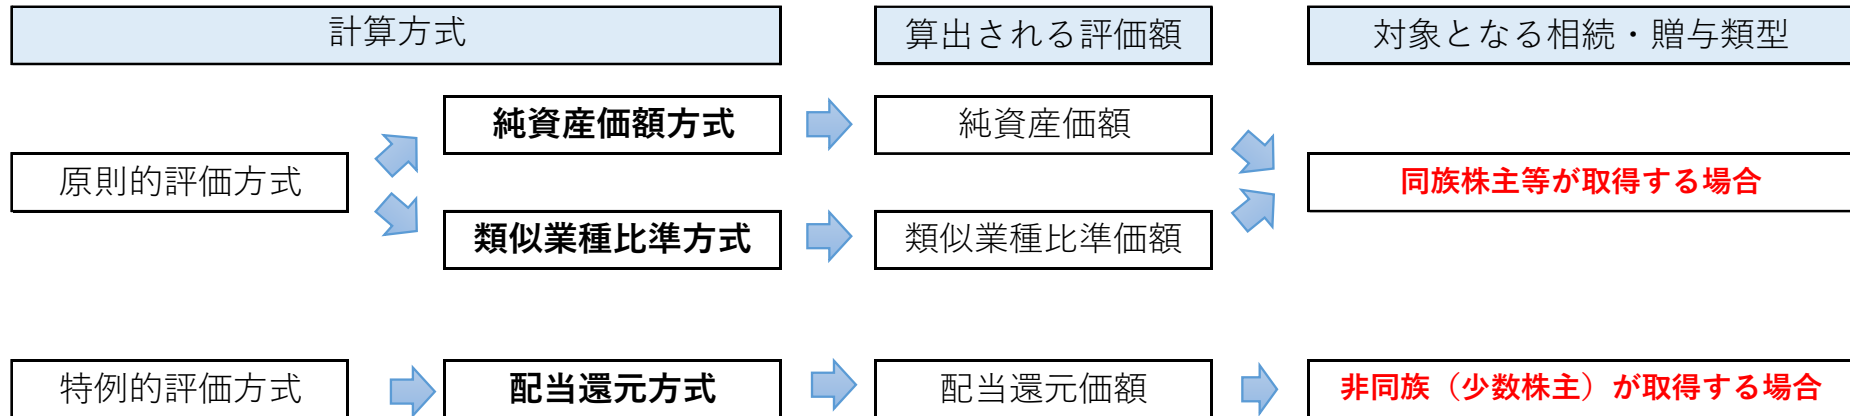 計算方式
算出される評価額
対象となる相続・贈与類型
純資産価額方式
純資産価額
原則的評価方式
同族株主等が取得する場合
類似業種比準方式
類似業種比準価額
特例的評価方式
配当還元方式
配当還元価額
非同族（少数株主）が取得する場合